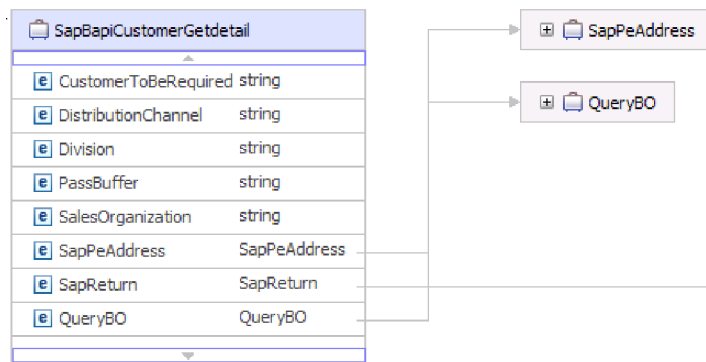 SapBapiCustomerGetdetail
CustomerToBeRequired string
DistributionChannel string
Division string
PassBuffer string
SalesOrganization string
SapPeAddress SapPeAddress
SapReturn SapReturn
QueryBO QueryBO
SapPeAddress
QueryBO